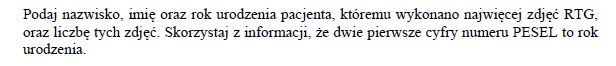 Podaj nazwisko, imię oraz rok urodzenia pacjenta, któremu wykonano najwięcej zdjęć RTG,
oraz liczbę tych zdjęć. Skorzystaj z informacji, że dwie pierwsze cyfry numeru PESEL to rok
urodzenia.